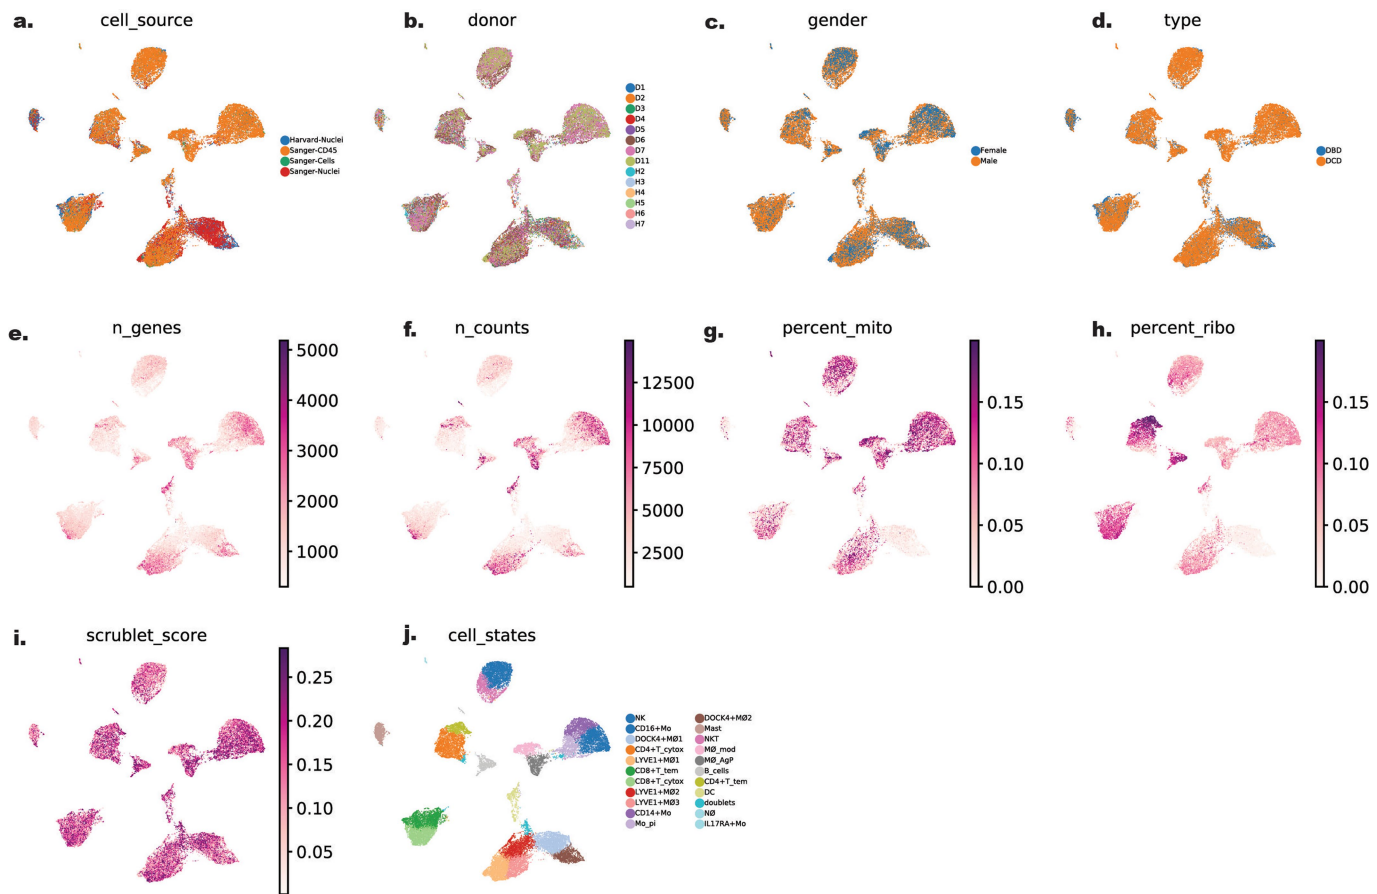 a. cell_source
b. donor
c. gender
d. type
Harvard-Nuclei
Sanger-CD45
Sanger-Cells
Sanger-Nuclei
D1
D2
D3
D4
D5
D6
D7
D11
H2
H3
H4
H5
H6
H7
Female
Male
DBD
DCD
e. n_genes
f. n_counts
g. percent_mito
h. percent_ribo
5000
4000
3000
2000
1000
12500
10000
7500
5000
2500
0.15
0.10
0.05
0.00
0.15
0.10
0.05
0.00
i. scrublet_score
j. cell_states
0.25
0.20
0.15
0.10
0.05
NK
CD16+Mo
DOCK4+MØ1
CD4+T_cytox
LYVE1+MØ1
CD8+T_tem
CD8+T_cytox
LYVE1+MØ2
LYVE1+MØ3
CD14+Mo
Mo_pi
DOCK4+MØ2
Mast
NKT
MØ_mod
MØ_AgP
B_cells
CD4+T_tem
DC
doublets
NØ
IL17RA+Mo